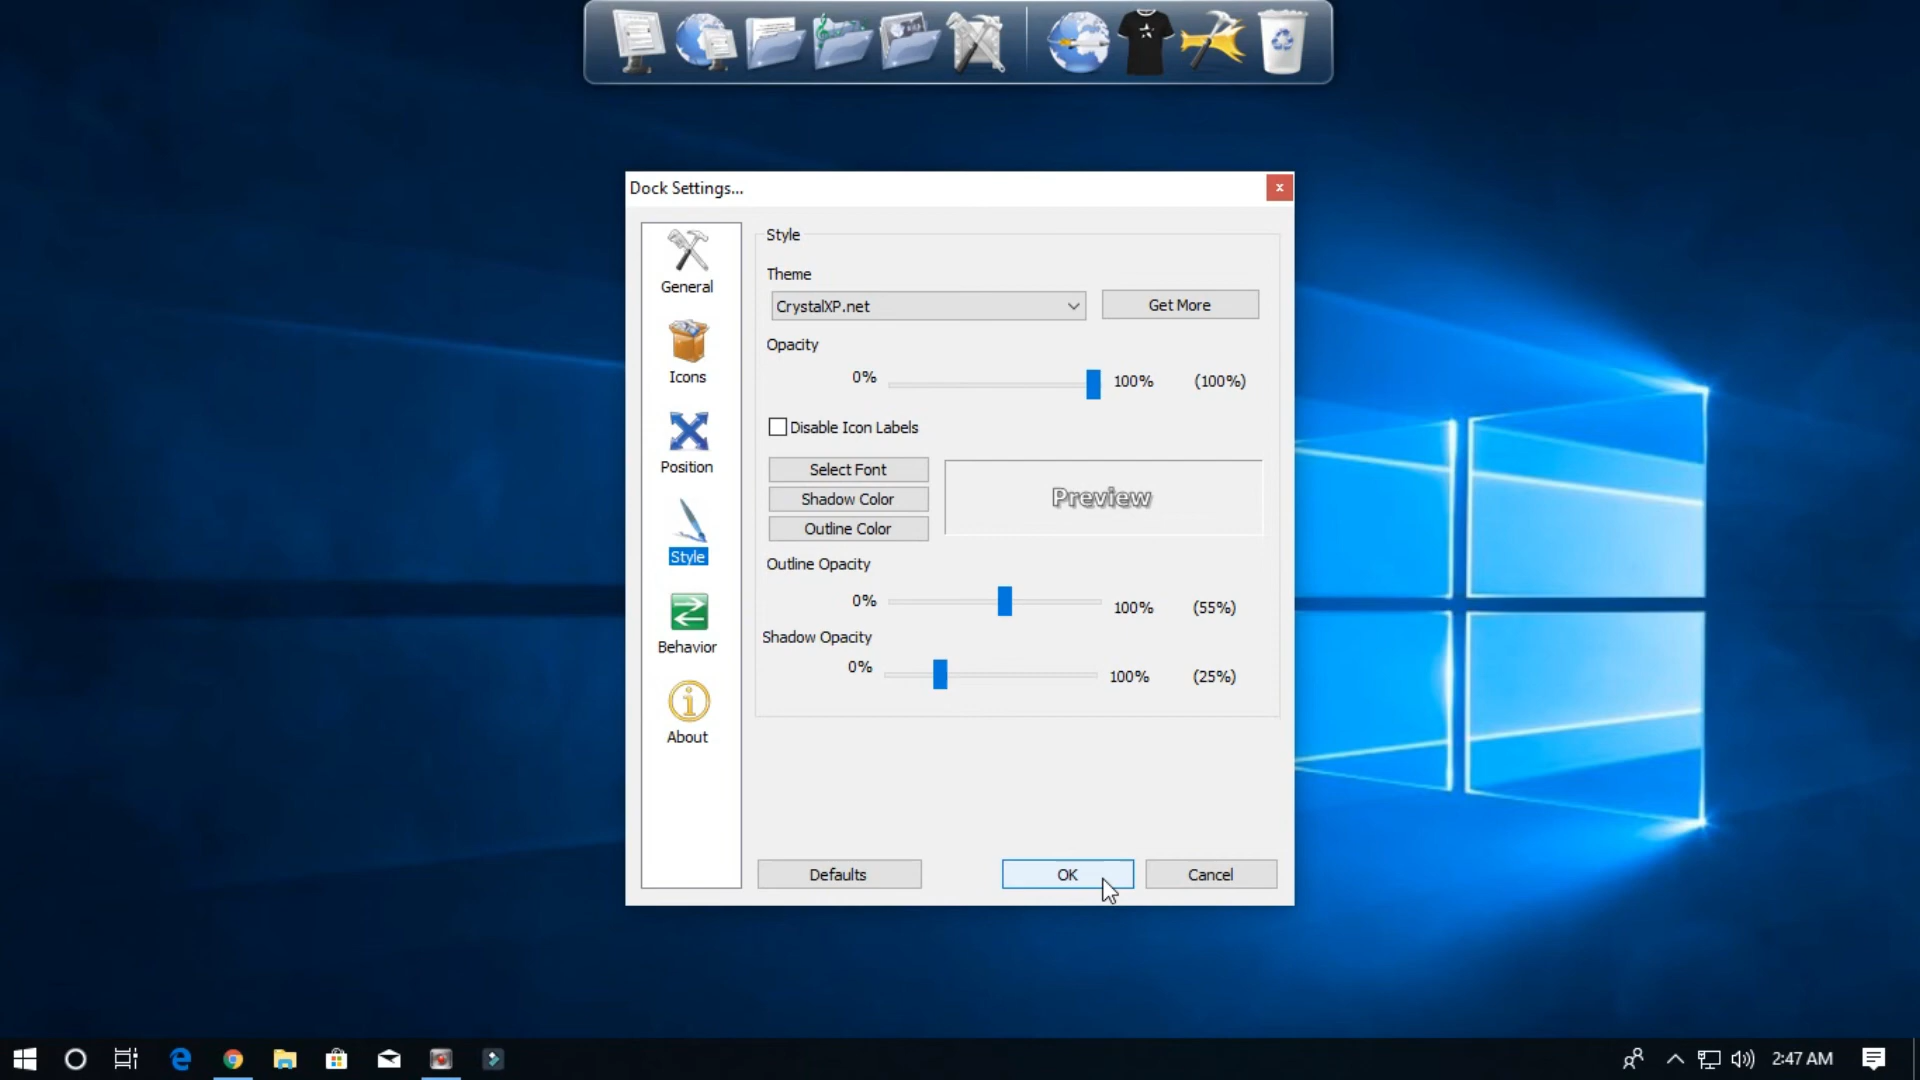 Dock Settings...
x
General
Icons
Position
Style
Behavior
About
Style
Theme
CrystalXP.net
Get More
Opacity
0%
100%
(100%)
Disable Icon Labels
Select Font
Shadow Color
Outline Color
Preview
Outline Opacity
0%
100%
(55%)
Shadow Opacity
0%
100%
(25%)
Defaults
OK
Cancel
2:47 AM